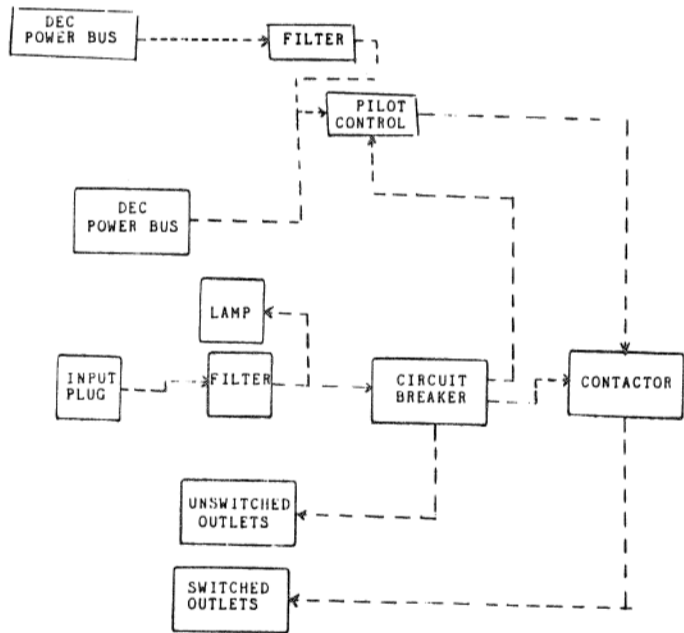 DEC
POWER BUS
FILTER
PILOT
CONTROL
DEC
POWER BUS
LAMP
INPUT
PLUG
FILTER
CIRCUIT
BREAKER
CONTACTOR
UNSWITCHED
OUTLETS
SWITCHED
OUTLETS